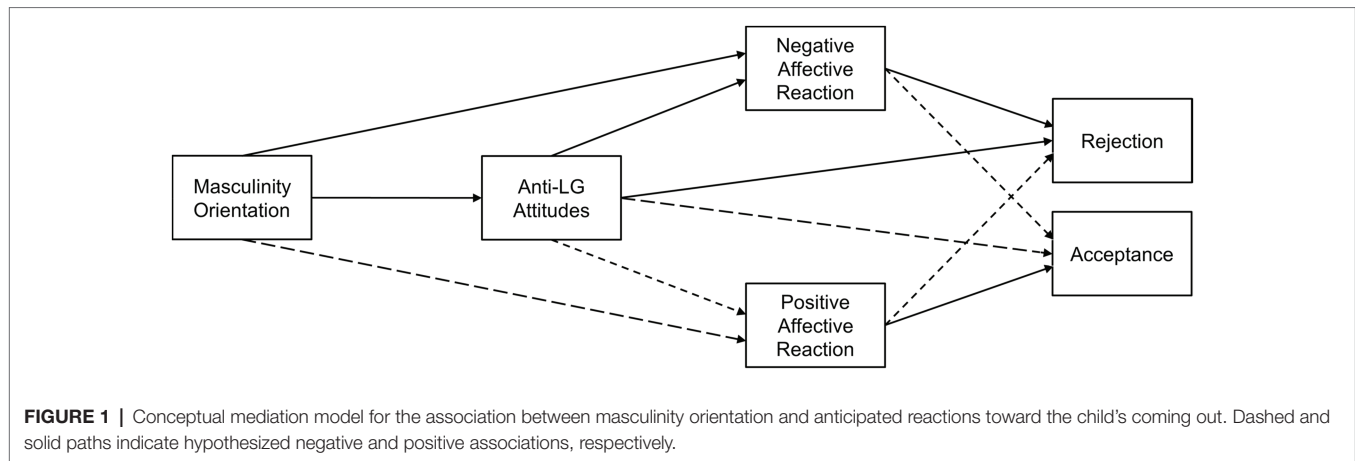 Negative
Affective
Reaction
Rejection
Masculinity
Orientation
Anti-LG
Attitudes
Acceptance
Positive
Affective
Reaction
FIGURE 1 | Conceptual mediation model for the association between masculinity orientation and anticipated reactions toward the child’s coming out. Dashed and
solid paths indicate hypothesized negative and positive associations, respectively.